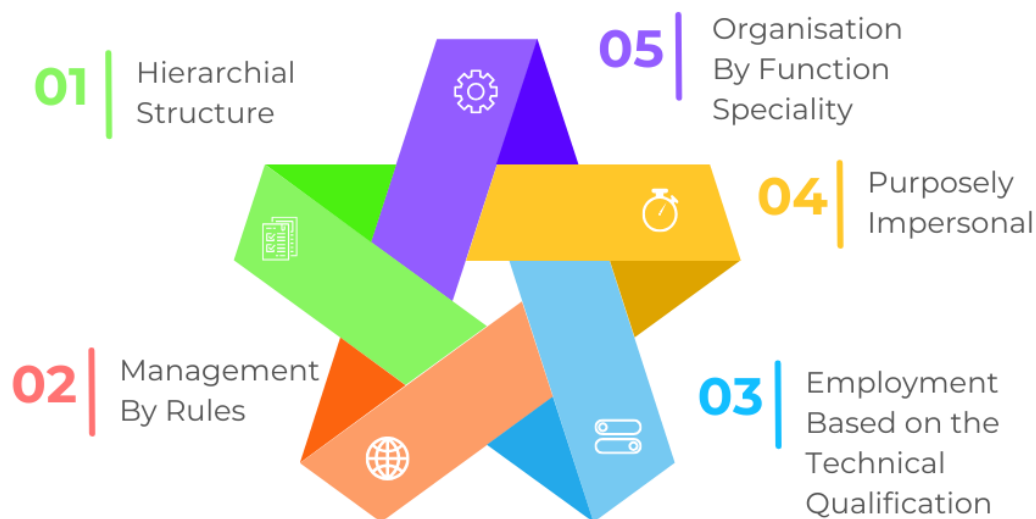 01
Hierarchial
Structure
02
Management
By Rules
03
Employment
Based on the
Technical
Qualification
04
Purposely
Impersonal
05
Organisation
By Function
Speciality